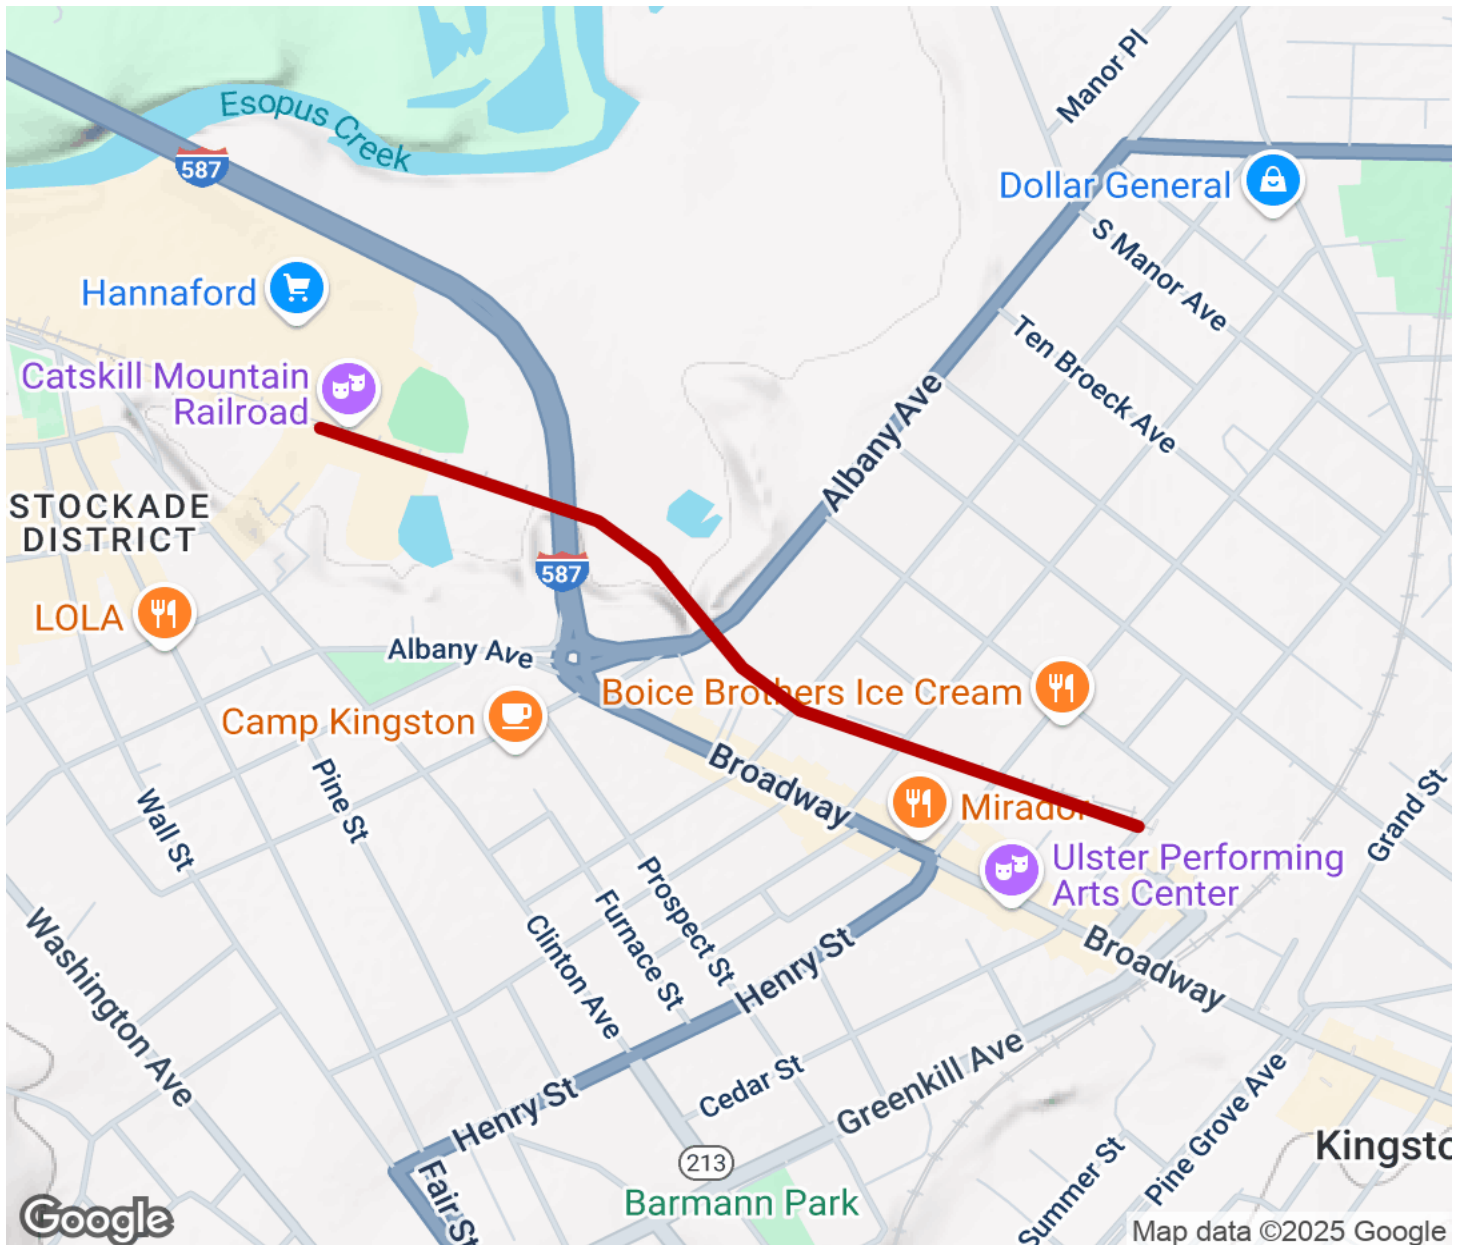 Manor Pl
Esopus Creek
587
Dollar General
S Manor Ave
Hannaford
Ten Broeck Ave
Catskill Mountain
Railroad
Albany Ave
STOCKADE
DISTRICT
587
LOLA
Albany Ave
Boice Brothers Ice Cream
Camp Kingston
Broadway
Pine St
Wall St
Mirador
Grand St
Ulster Performing
Arts Center
Prospect St
Furnace St
Clinton Ave
Washington Ave
Henry St
Broadway
Cedar St
Greenkill Ave
Henry St
Pine Grove Ave
Kingsto
213
Summer St
Fair St
Barmann Park
Google
Map data ©2025 Google